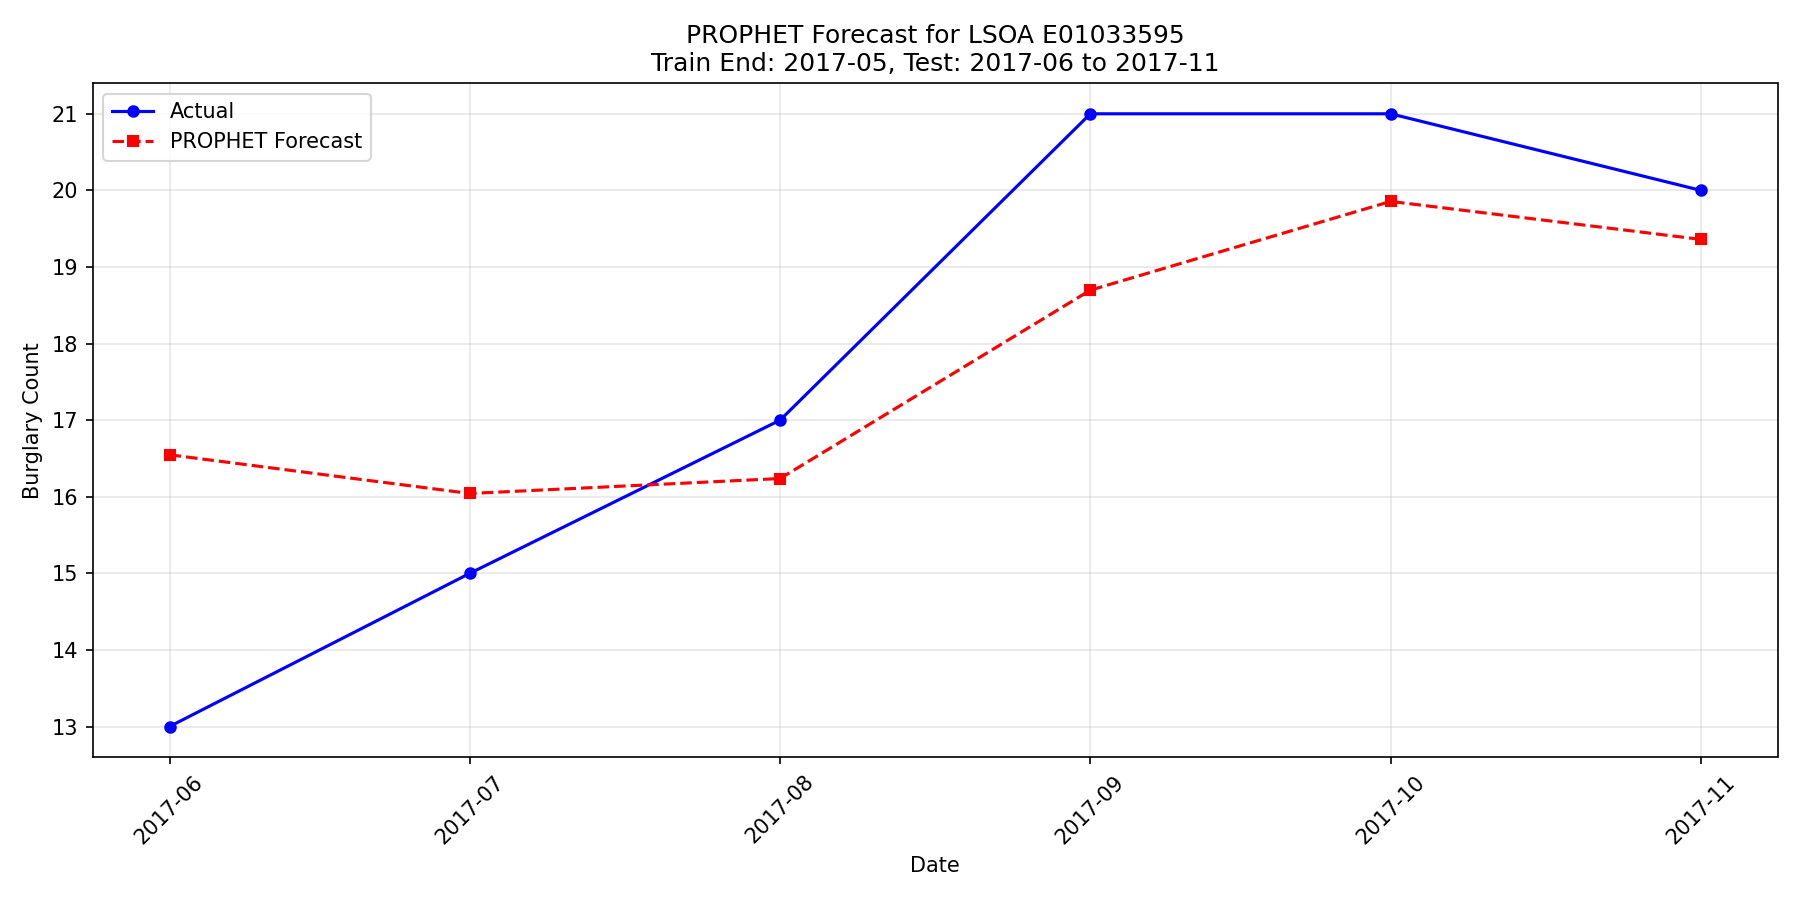 PROPHET Forecast for LSOA E01033595
Train End: 2017-05, Test: 2017-06 to 2017-11
Actual
PROPHET Forecast
Burglary Count
21
20
19
18
17
16
15
14
13
2017-06
2017-07
2017-08
2017-09
2017-10
2017-11
Date